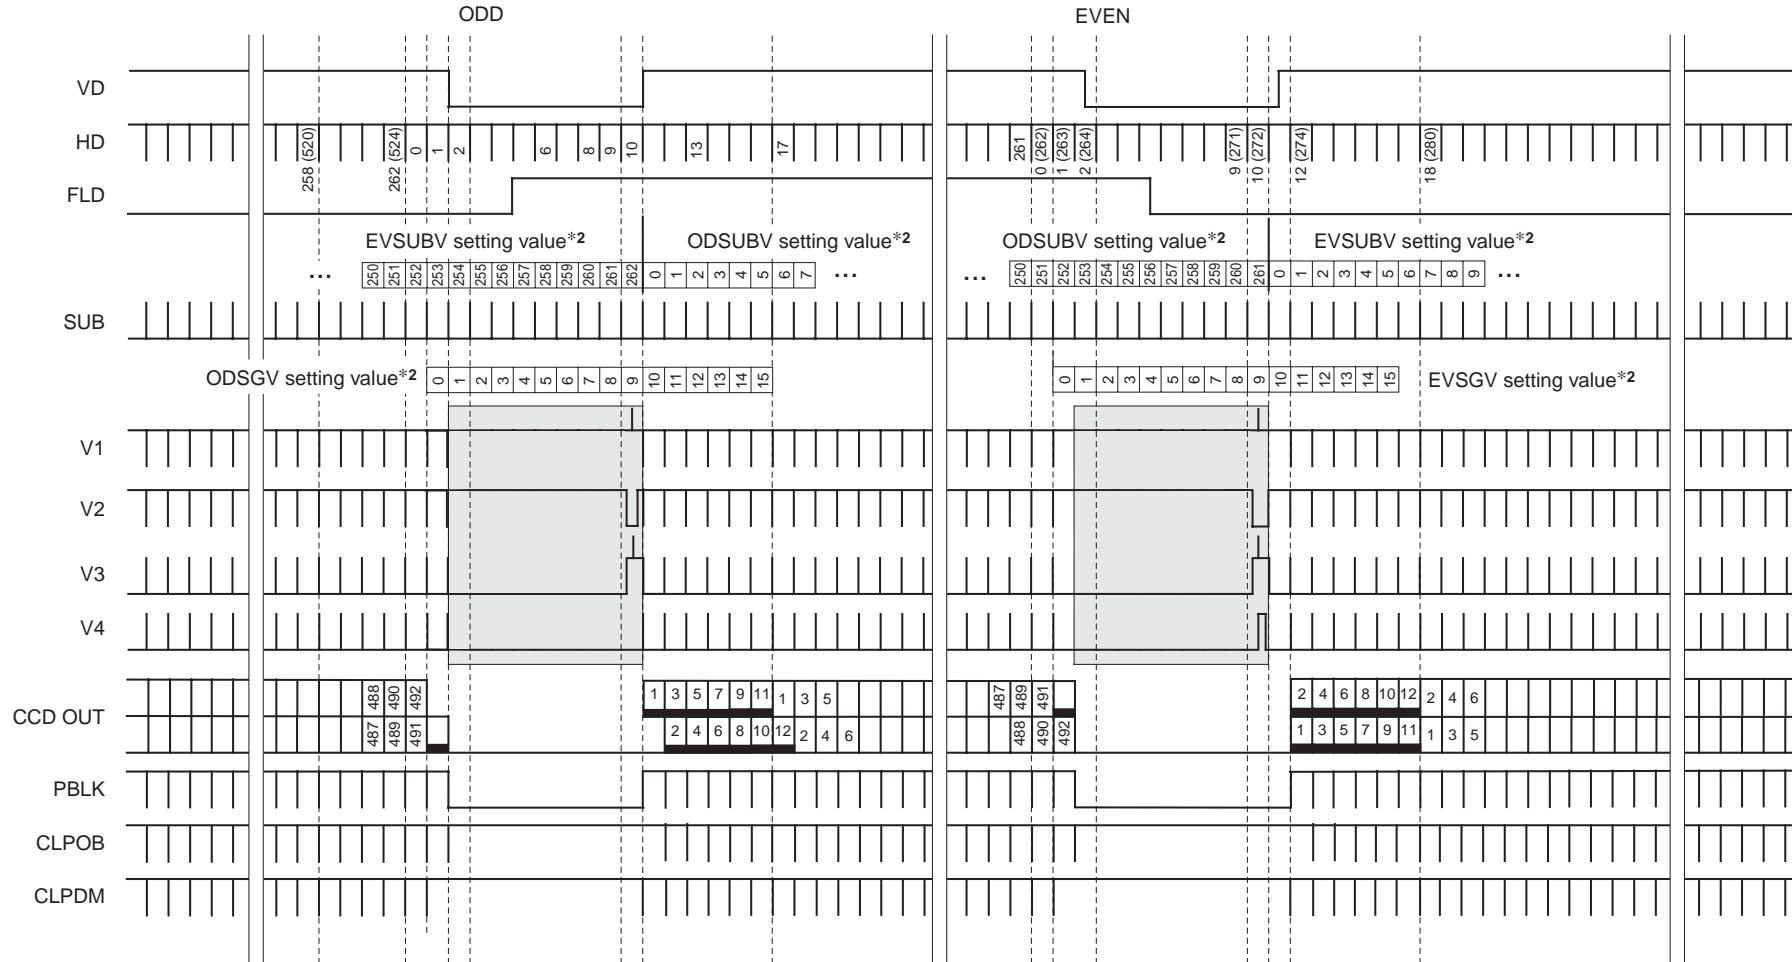 ODD EVEN
VD
HD 258 (520) 262 (524) 0 1 2 6 8 9 10 13 17 261 0 (262) 1 (263) 2 (264) 9 (271) 10 (272) 12 (274) 18 (280)
FLD
EVSUBV setting value*2 ODSUBV setting value*2 ODSUBV setting value*2 EVSUBV setting value*2
... 250 251 252 253 254 255 256 257 258 259 260 261 262 0 1 2 3 4 5 6 7 ... ... 250 251 252 253 254 255 256 257 258 259 260 261 0 1 2 3 4 5 6 7 8 9 ...
SUB
ODSGV setting value*2 0 1 2 3 4 5 6 7 8 9 10 11 12 13 14 15 0 1 2 3 4 5 6 7 8 9 10 11 12 13 14 15 EVSGV setting value*2
V1
V2
V3
V4
488 490 492 1 3 5 7 9 11 1 3 5 487 489 491 2 4 6 8 10 12 2 4 6
CCD OUT
487 489 491 2 4 6 8 10 12 2 4 6 488 490 492 1 3 5 7 9 11 1 3 5
PBLK
CLPOB
CLPDM